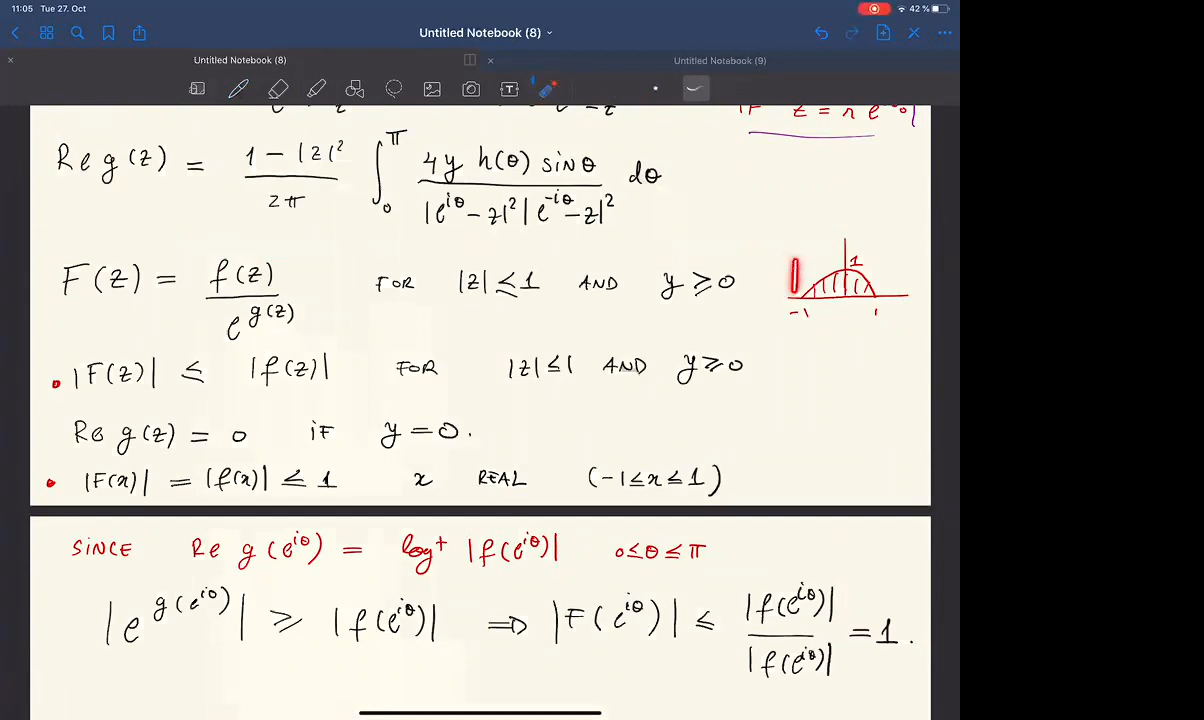 11:05 Tue 27. Oct
42 %
Untitled Notebook (8)
Untitled Notebook (8)
Untitled Notebook (9)
Re g(z) = 1 − |z|² / 2π ∫₀^π 4y h(θ) sinθ / |e^{iθ} − z|² |e^{-iθ} − z|² dθ
F(z) = f(z) / e^{g(z)} FOR |z| ≤ 1 AND y ≥ 0
1
-1 1
• |F(z)| ≤ |f(z)| FOR |z| ≤ 1 AND y ≥ 0
Re g(z) = 0 iF y = 0.
• |F(x)| = |f(x)| ≤ 1 x REAL (-1 ≤ x ≤ 1)
SINCE Re g(e^{iθ}) = log⁺ |f(e^{iθ})| 0 ≤ θ ≤ π
|e^{g(e^{iθ})}| ≥ |f(e^{iθ})| ⇒ |F(e^{iθ})| ≤ |f(e^{iθ})| / |f(e^{iθ})| = 1.